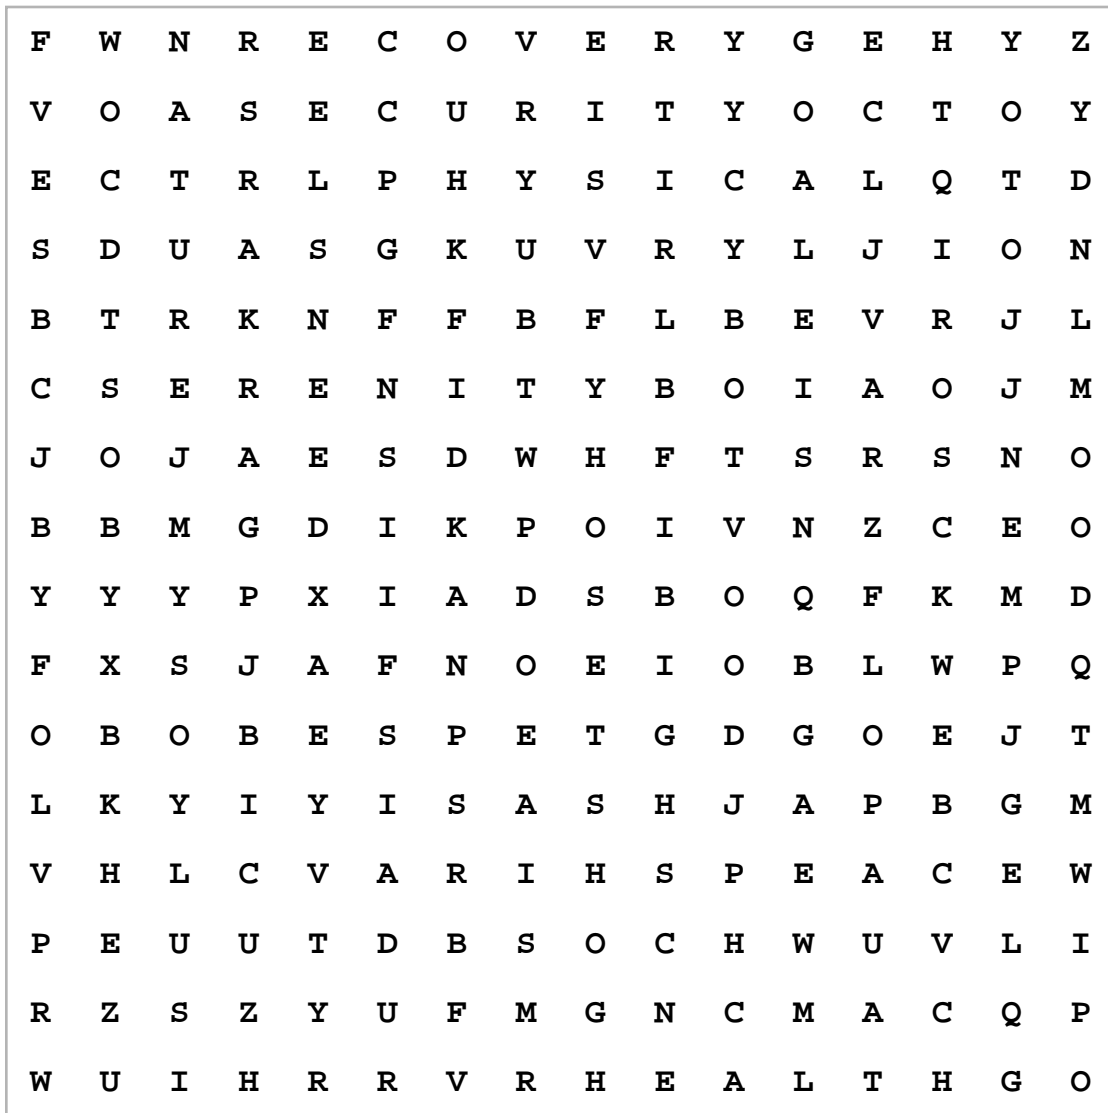 F W N R E C O V E R Y G E H Y Z
V O A S E C U R I T Y O C T O Y
E C T R L P H Y S I C A L Q T D
S D U A S G K U V R Y L J I O N
B T R K N F F B F L B E V R J L
C S E R E N I T Y B O I A O J M
J O J A E S D W H F T S R S N O
B B M G D I K P O I V N Z C E O
Y Y Y P X I A D S B O Q F K M D
F X S J A F N O E I O B L W P Q
O B O B E S P E T G D G O E J T
L K Y I Y I S A S H J A P B G M
V H L C V A R I H S P E A C E W
P E U U T D B S O C H W U V L I
R Z S Z Y U F M G N C M A C Q P
W U I H R R V R H E A L T H G O